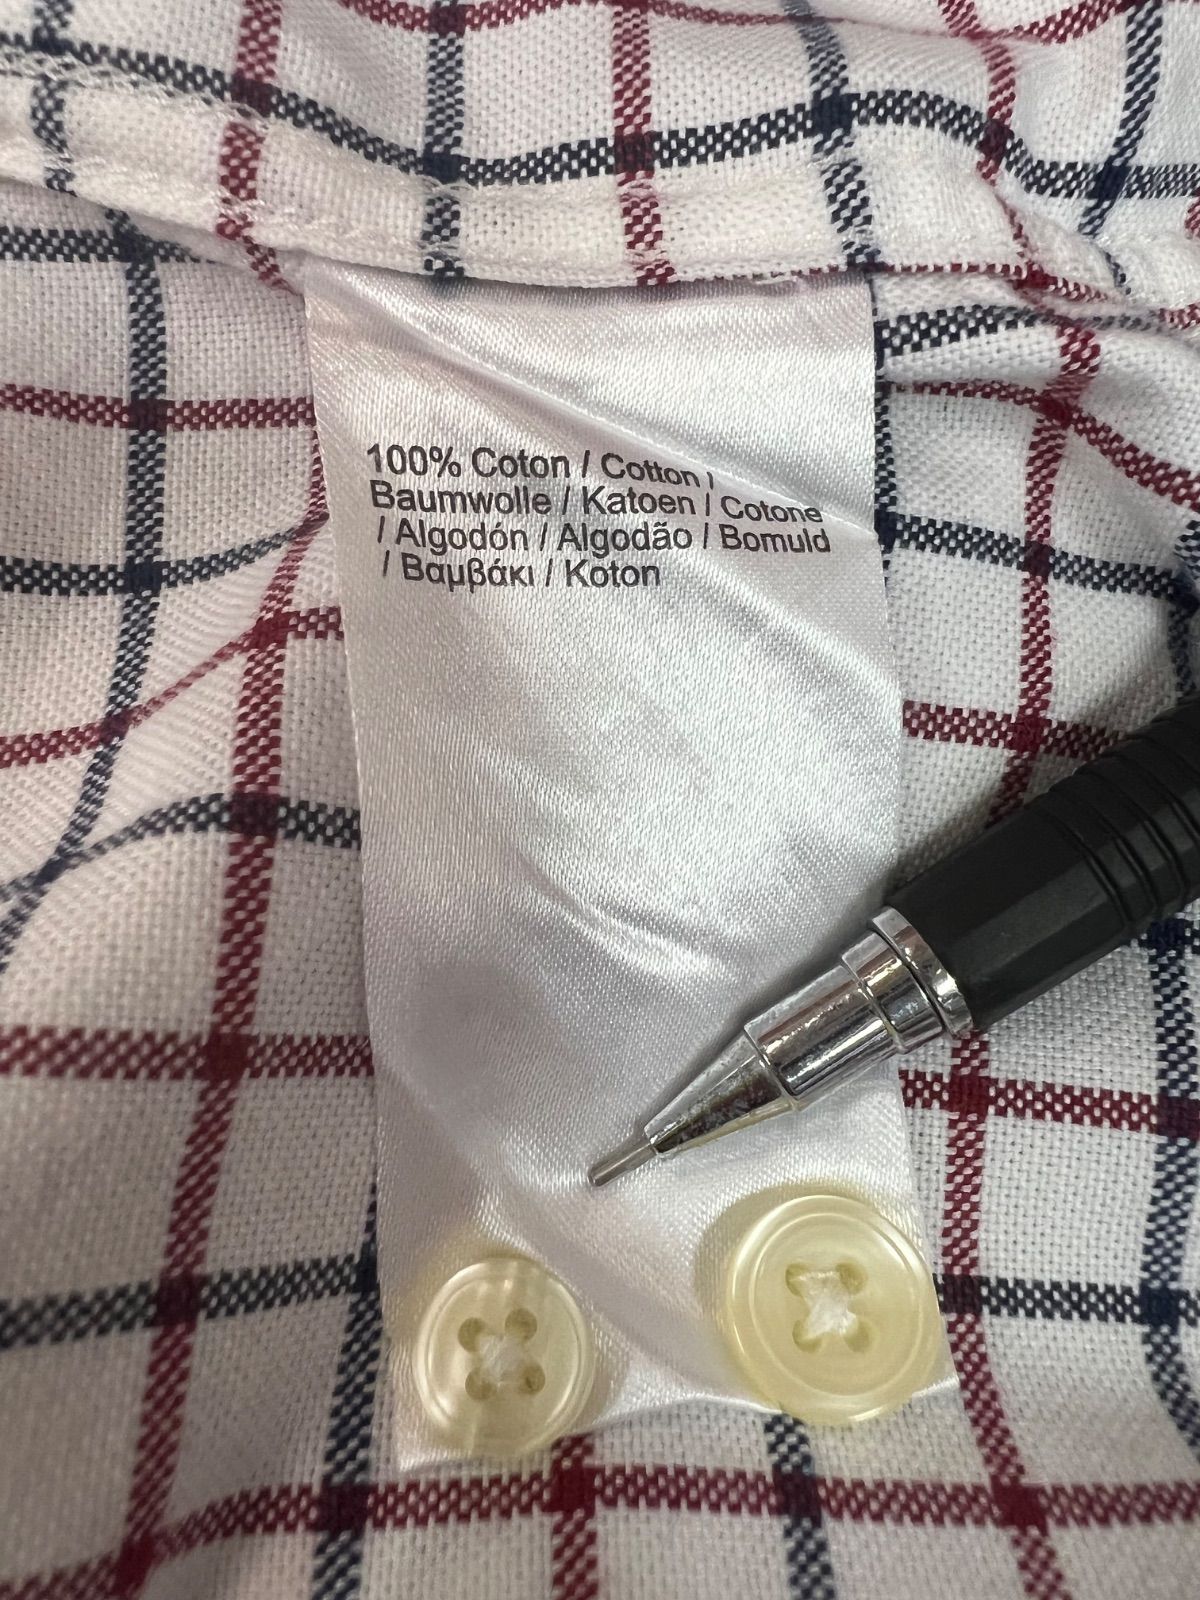 100% Coton / Cotton /
Baumwolle / Katoen / Cotone
/ Algodón / Algodão / Bomuld
/ Βαμβάκι / Koton